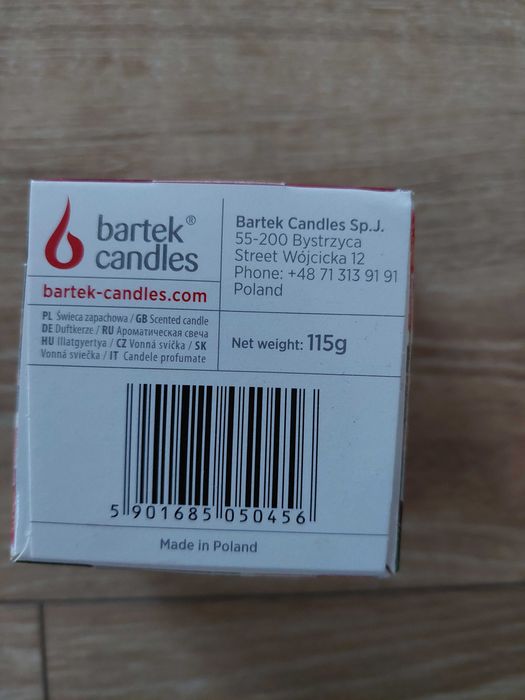 bartek®
candles
bartek-candles.com
PL Świeca zapachowa / GB Scented candle
DE Duftkerze / RU Ароматическая свеча
HU Illatgyertya / CZ Vonná svíčka / SK
Vonná sviečka / IT Candele profumate
Bartek Candles Sp.J.
55-200 Bystrzyca
Street Wójcicka 12
Phone: +48 71 313 91 91
Poland
Net weight: 115g
5 901685 050456
Made in Poland